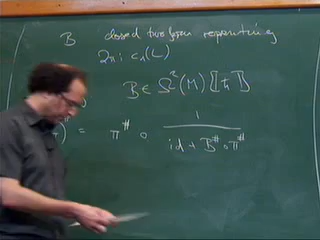 B closed two form representing
2πi c₁(L)
B ∈ Ω²(M)[[ℏ]]
) = π^# ∘ 1 / (id + B^# ∘ π^#)